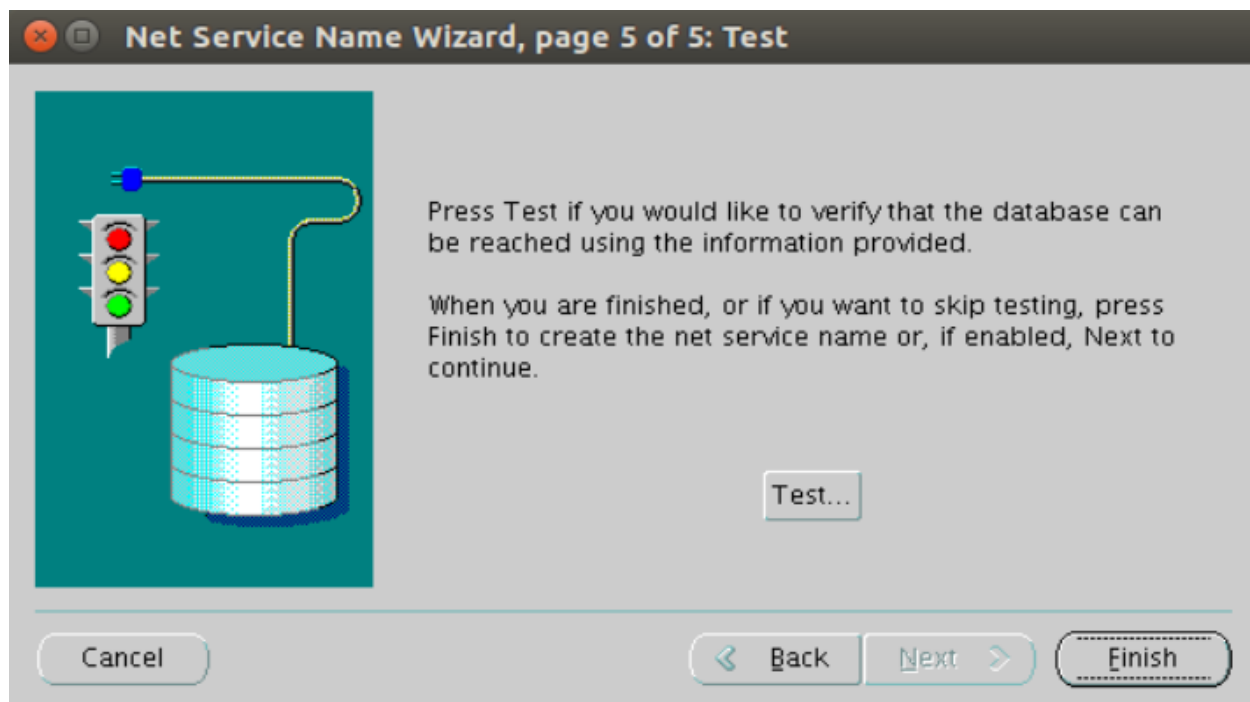 Net Service Name Wizard, page 5 of 5: Test
Press Test if you would like to verify that the database can
be reached using the information provided.
When you are finished, or if you want to skip testing, press
Finish to create the net service name or, if enabled, Next to
continue.
Test...
Cancel
Back
Next
Finish